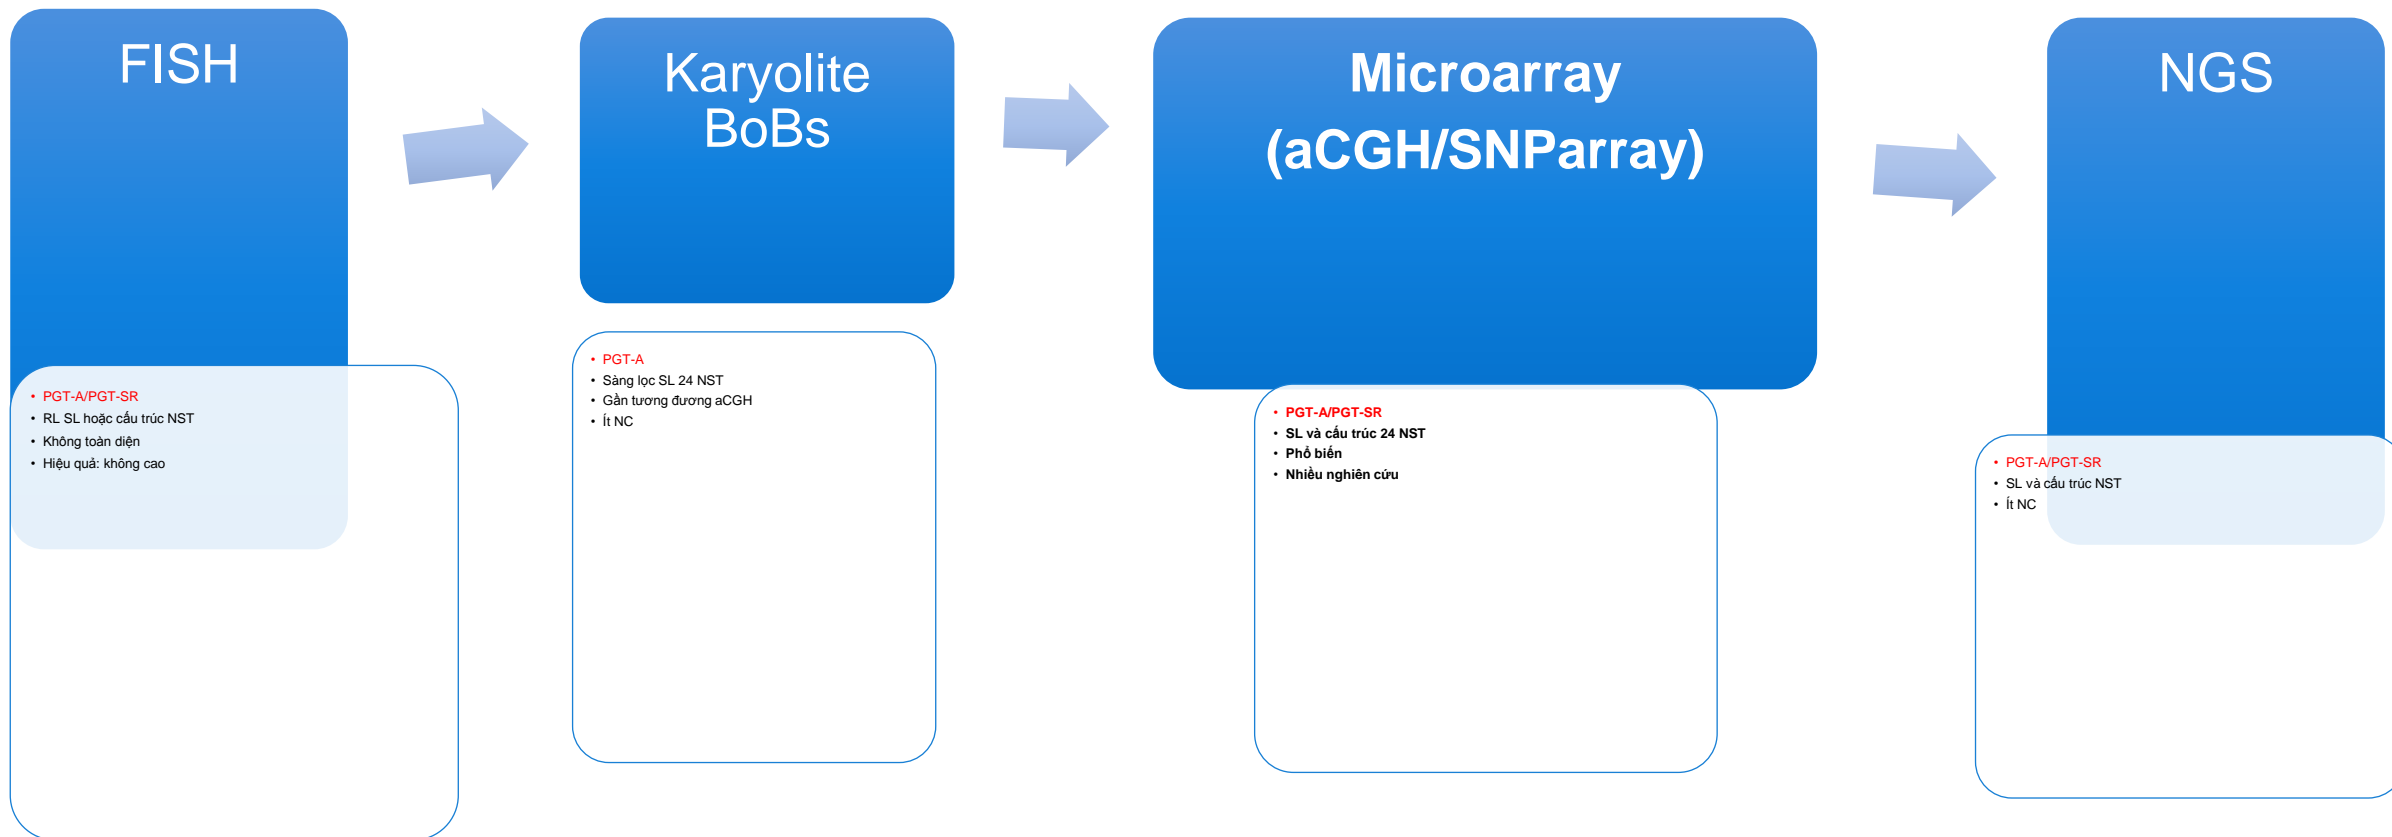 FISH
• PGT-A/PGT-SR
• RL SL hoặc cấu trúc NST
• Không toàn diện
• Hiệu quả: không cao
Karyolite
BoBs
• PGT-A
• Sàng lọc SL 24 NST
• Gần tương đương aCGH
• Ít NC
Microarray
(aCGH/SNParray)
• PGT-A/PGT-SR
• SL và cấu trúc 24 NST
• Phổ biến
• Nhiều nghiên cứu
NGS
• PGT-A/PGT-SR
• SL và cấu trúc NST
• Ít NC